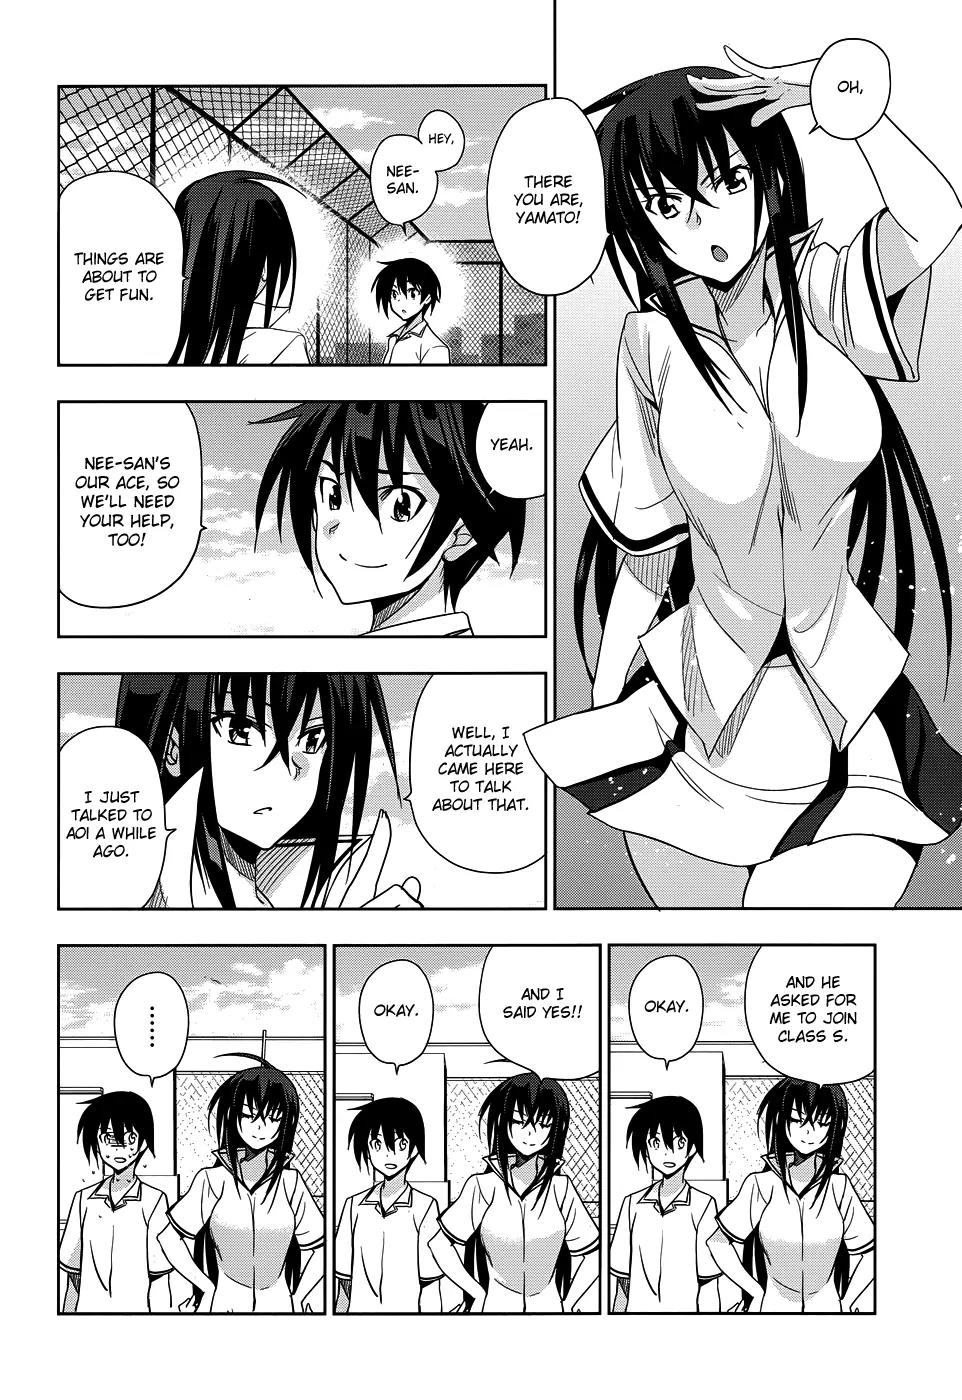 OH,
THERE
YOU ARE,
YAMATO!
HEY,
NEE-
SAN.
THINGS ARE
ABOUT TO
GET FUN.
YEAH.
NEE-SAN'S
OUR ACE, SO
WE'LL NEED
YOUR HELP,
TOO!
WELL, I
ACTUALLY
CAME HERE
TO TALK
ABOUT THAT.
I JUST
TALKED TO
AOI A WHILE
AGO.
AND HE
ASKED FOR
ME TO JOIN
CLASS S.
OKAY.
AND I
SAID YES!!
OKAY.
......